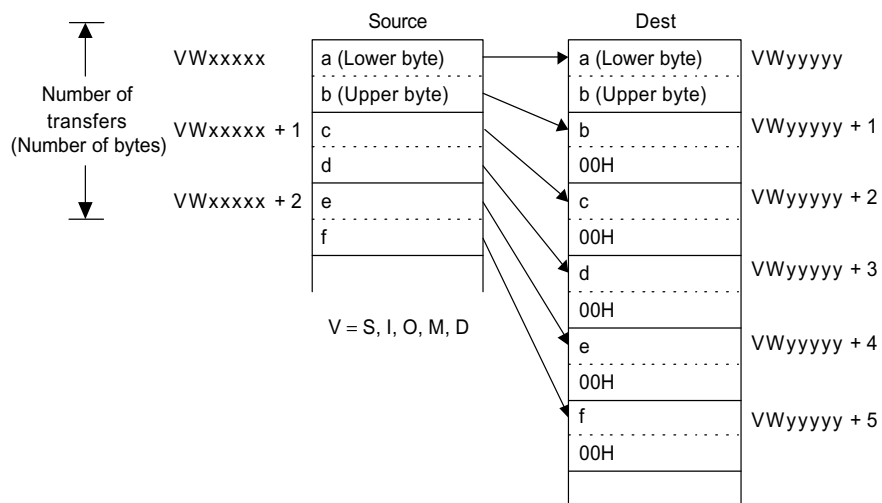 Source
Dest
Number of
transfers
(Number of bytes)
VWxxxxx
VWxxxxx + 1
VWxxxxx + 2
a (Lower byte)
b (Upper byte)
c
d
e
f
V = S, I, O, M, D
a (Lower byte)
b (Upper byte)
b
00H
c
00H
d
00H
e
00H
f
00H
VWyyyyy
VWyyyyy + 1
VWyyyyy + 2
VWyyyyy + 3
VWyyyyy + 4
VWyyyyy + 5